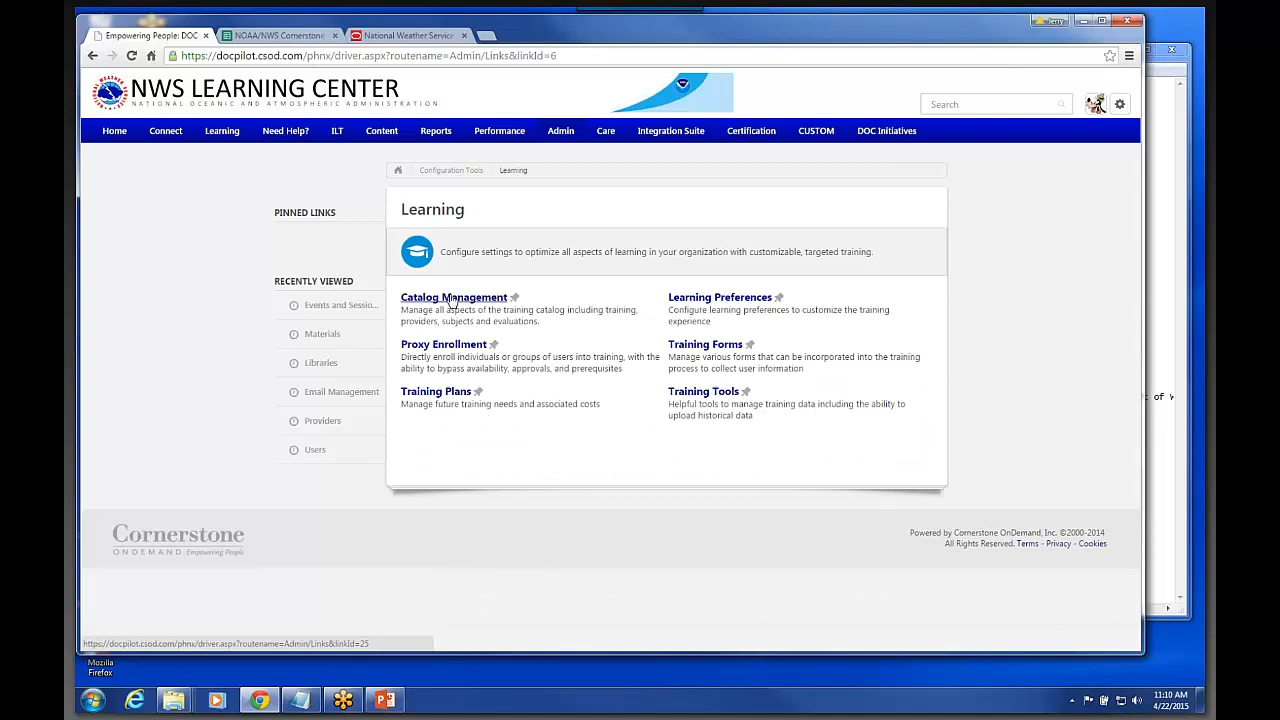 Jerry
Empowering People: DOC
NOAA/NWS Cornerstone
National Weather Service
https://docpilot.csod.com/phnx/driver.aspx?routename=Admin/Links&linkId=6
NWS LEARNING CENTER
NATIONAL OCEANIC AND ATMOSPHERIC ADMINISTRATION
Search
Home Connect Learning Need Help? ILT Content Reports Performance Admin Care Integration Suite Certification CUSTOM DOC Initiatives
Configuration Tools Learning
PINNED LINKS
RECENTLY VIEWED
Events and Sessio...
Materials
Libraries
Email Management
Providers
Users
Learning
Configure settings to optimize all aspects of learning in your organization with customizable, targeted training.
Catalog Management
Manage all aspects of the training catalog including training,
providers, subjects and evaluations.
Proxy Enrollment
Directly enroll individuals or groups of users into training, with the
ability to bypass availability, approvals, and prerequisites
Training Plans
Manage future training needs and associated costs
Learning Preferences
Configure learning preferences to customize the training
experience
Training Forms
Manage various forms that can be incorporated into the training
process to collect user information
Training Tools
Helpful tools to manage training data including the ability to
upload historical data
Cornerstone
ONDEMAND Empowering People
Powered by Cornerstone OnDemand, Inc. ©2000-2014
All Rights Reserved. Terms - Privacy - Cookies
https://docpilot.csod.com/phnx/driver.aspx?routename=Admin/Links&linkId=25
Mozilla
Firefox
11:10 AM
4/22/2015